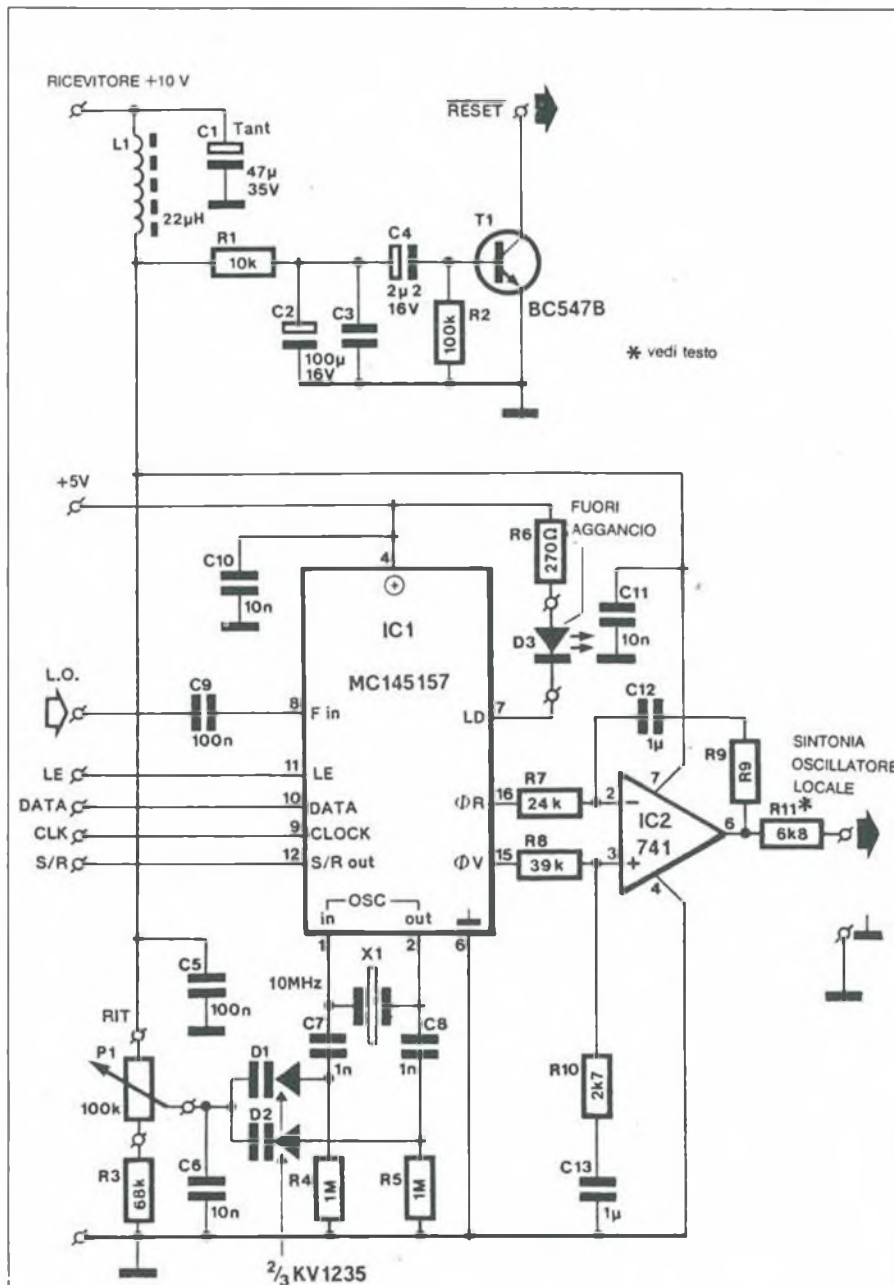 RICEVITORE +10 V
RESET
C1 Tant
47µ
35V
L1
22µH
R1
10k
C4
2µ2
16V
T1
BC547B
C2
100µ
16V
C3
R2
100k
* vedi testo
+5V
FUORI
AGGANCIO
R6
270Ω
C10
10n
4
IC1
MC145157
D3
C11
10n
L.O.
C9
100n
8
F in
7
LD
C12
1µ
R9
R9
SINTONIA
OSCILLATORE
LOCALE
LE
11
LE
DATA
10
DATA
CLK
9
CLOCK
S/R
12
S/R out
16
ΦR
R7
24k
15
ΦV
R8
39k
2
–
3
+
IC2
741
7
6
4
R11*
6k8
OSC
in
out
1
2
6
X1
10MHz
C5
100n
RIT
P1
100k
C7
1n
C8
1n
D1
D2
R10
2k7
C13
1µ
R3
68k
C6
10n
R4
1M
R5
1M
2/3 KV1235